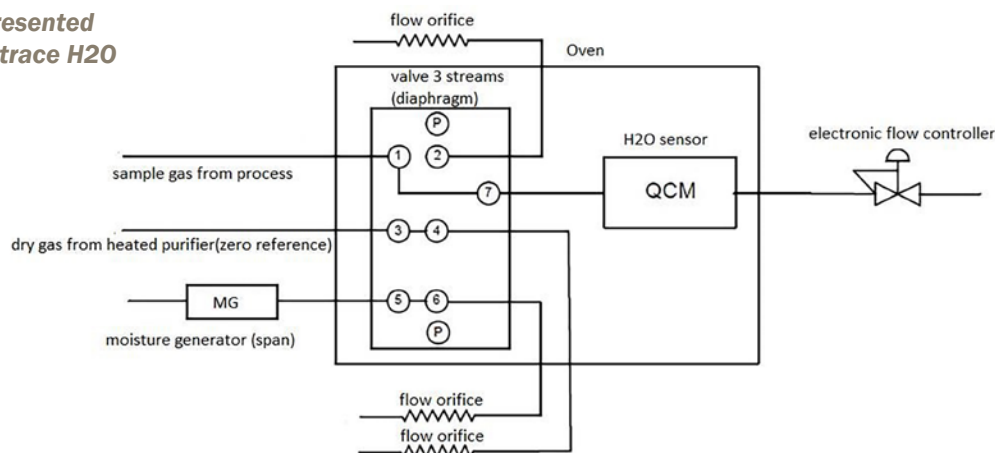 resented
trace H2O
flow orifice
Oven
valve 3 streams
(diaphragm)
P
1
2
H2O sensor
electronic flow controller
sample gas from process
7
QCM
dry gas from heated purifier(zero reference)
3
4
MG
5
6
moisture generator (span)
P
flow orifice
flow orifice